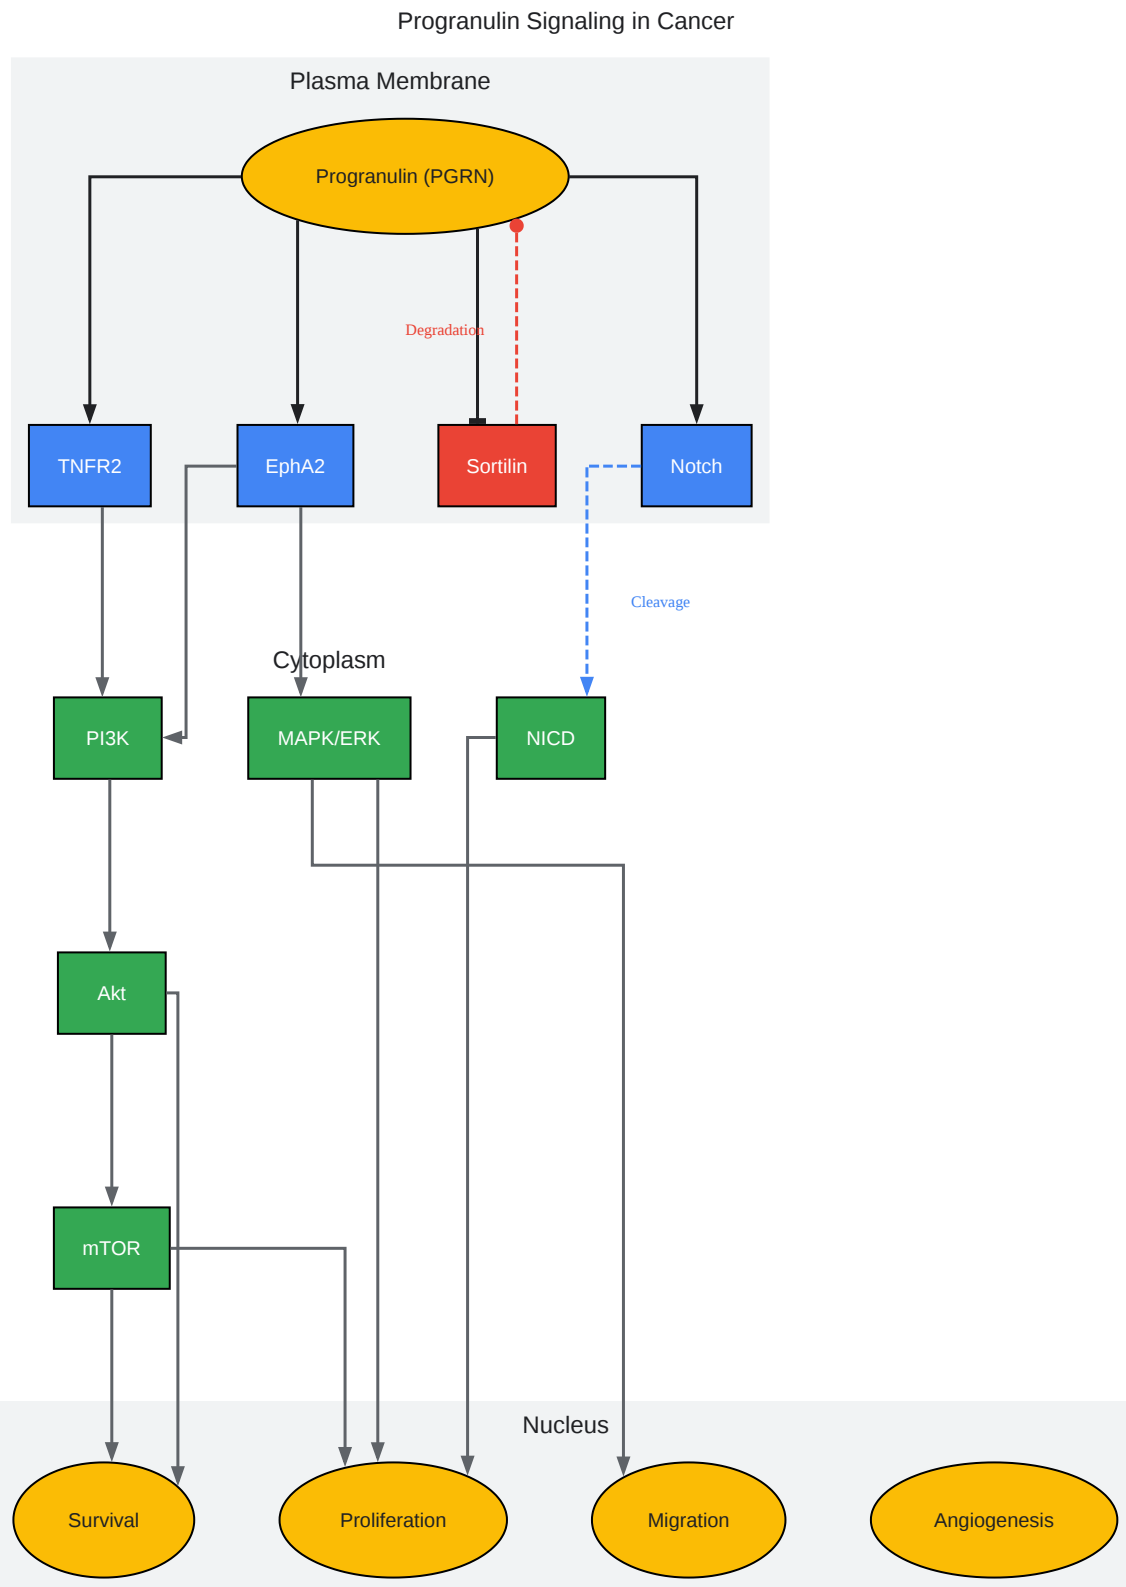 Progranulin Signaling in Cancer
Plasma Membrane
Progranulin (PGRN)
Degradation
TNFR2
EphA2
Sortilin
Notch
Cleavage
Cytoplasm
PI3K
MAPK/ERK
NICD
Akt
mTOR
Nucleus
Survival
Proliferation
Migration
Angiogenesis